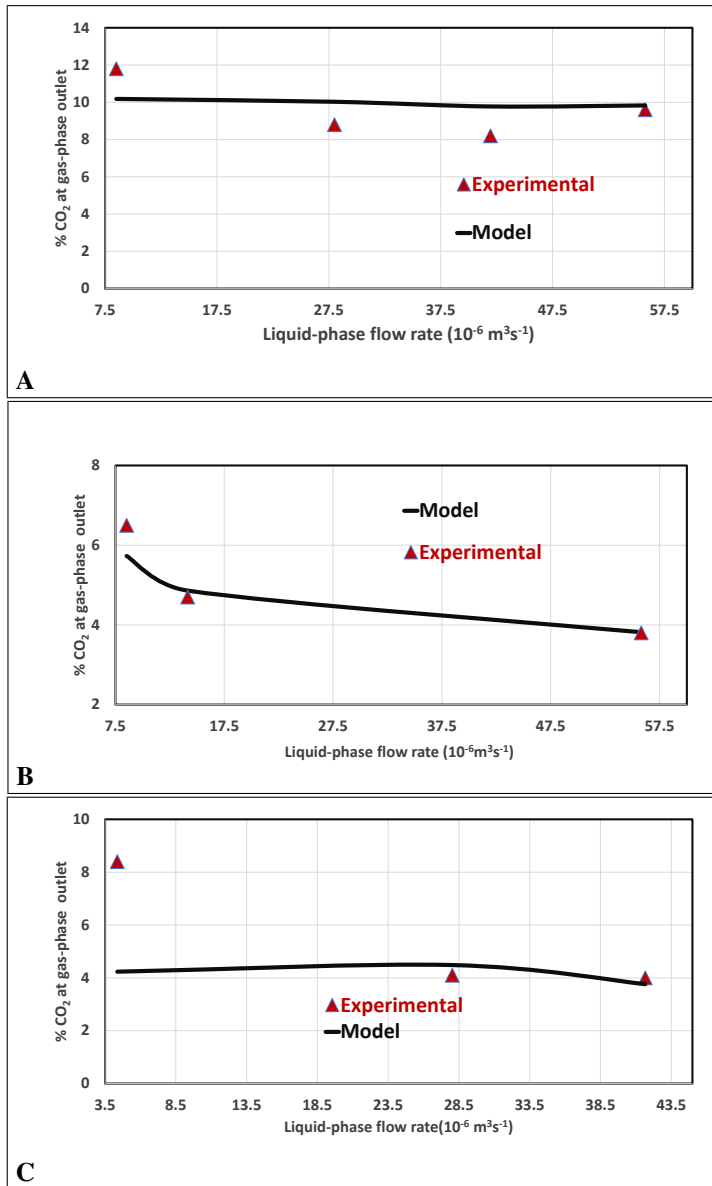 14
12
10
8
6
4
2
0
% CO₂ at gas-phase outlet
Experimental
Model
7.5 17.5 27.5 37.5 47.5 57.5
Liquid-phase flow rate (10⁻⁶ m³s⁻¹)
A
8
6
4
2
% CO₂ at gas-phase outlet
Model
Experimental
7.5 17.5 27.5 37.5 47.5 57.5
Liquid-phase flow rate (10⁻⁶m³s⁻¹)
B
10
8
6
4
2
0
% CO₂ at gas-phase outlet
Experimental
Model
3.5 8.5 13.5 18.5 23.5 28.5 33.5 38.5 43.5
Liquid-phase flow rate(10⁻⁶ m³s⁻¹)
C